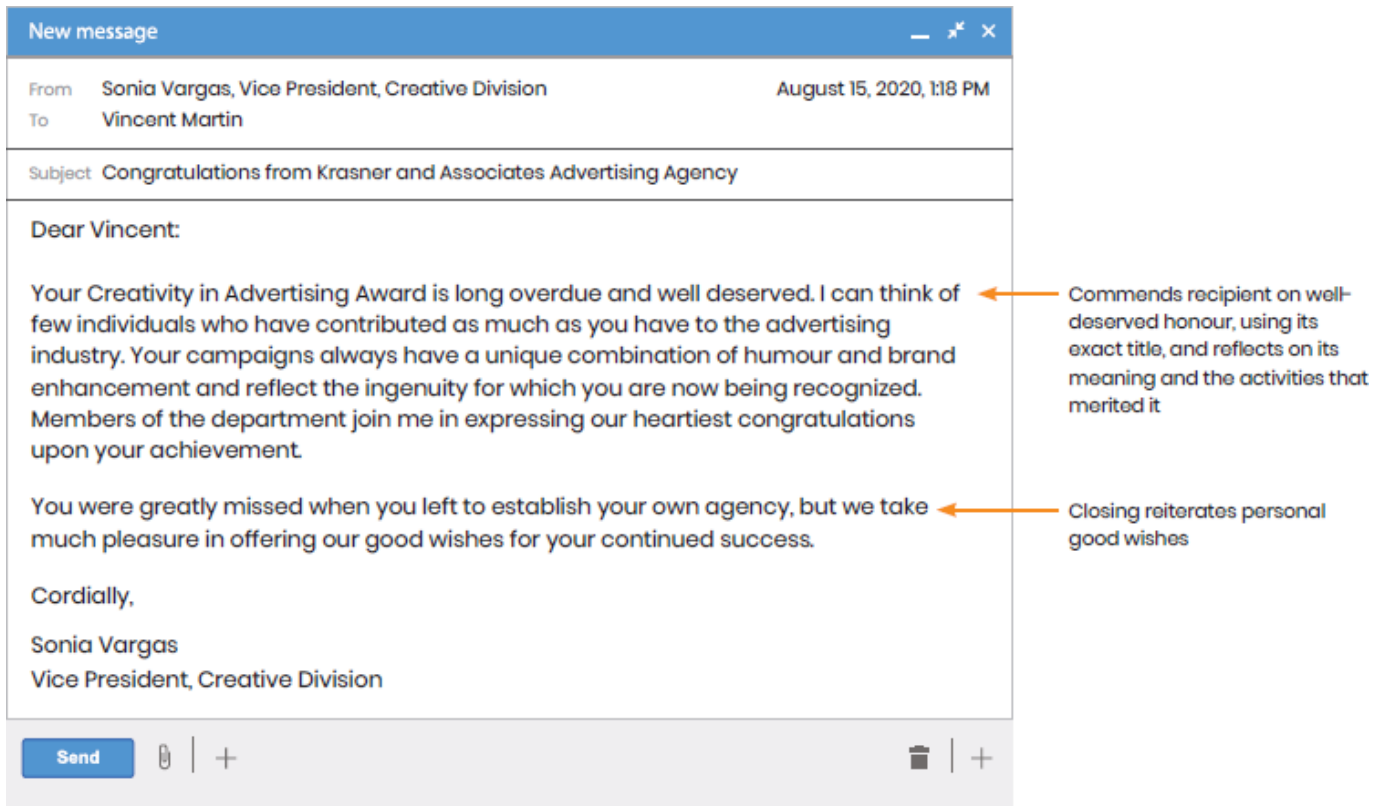 New message
From Sonia Vargas, Vice President, Creative Division August 15, 2020, 1:18 PM
To Vincent Martin
Subject Congratulations from Krasner and Associates Advertising Agency
Dear Vincent:
Your Creativity in Advertising Award is long overdue and well deserved. I can think of
few individuals who have contributed as much as you have to the advertising
industry. Your campaigns always have a unique combination of humour and brand
enhancement and reflect the ingenuity for which you are now being recognized.
Members of the department join me in expressing our heartiest congratulations
upon your achievement.
You were greatly missed when you left to establish your own agency, but we take
much pleasure in offering our good wishes for your continued success.
Cordially,
Sonia Vargas
Vice President, Creative Division
Send
Commends recipient on well-
deserved honour, using its
exact title, and reflects on its
meaning and the activities that
merited it
Closing reiterates personal
good wishes